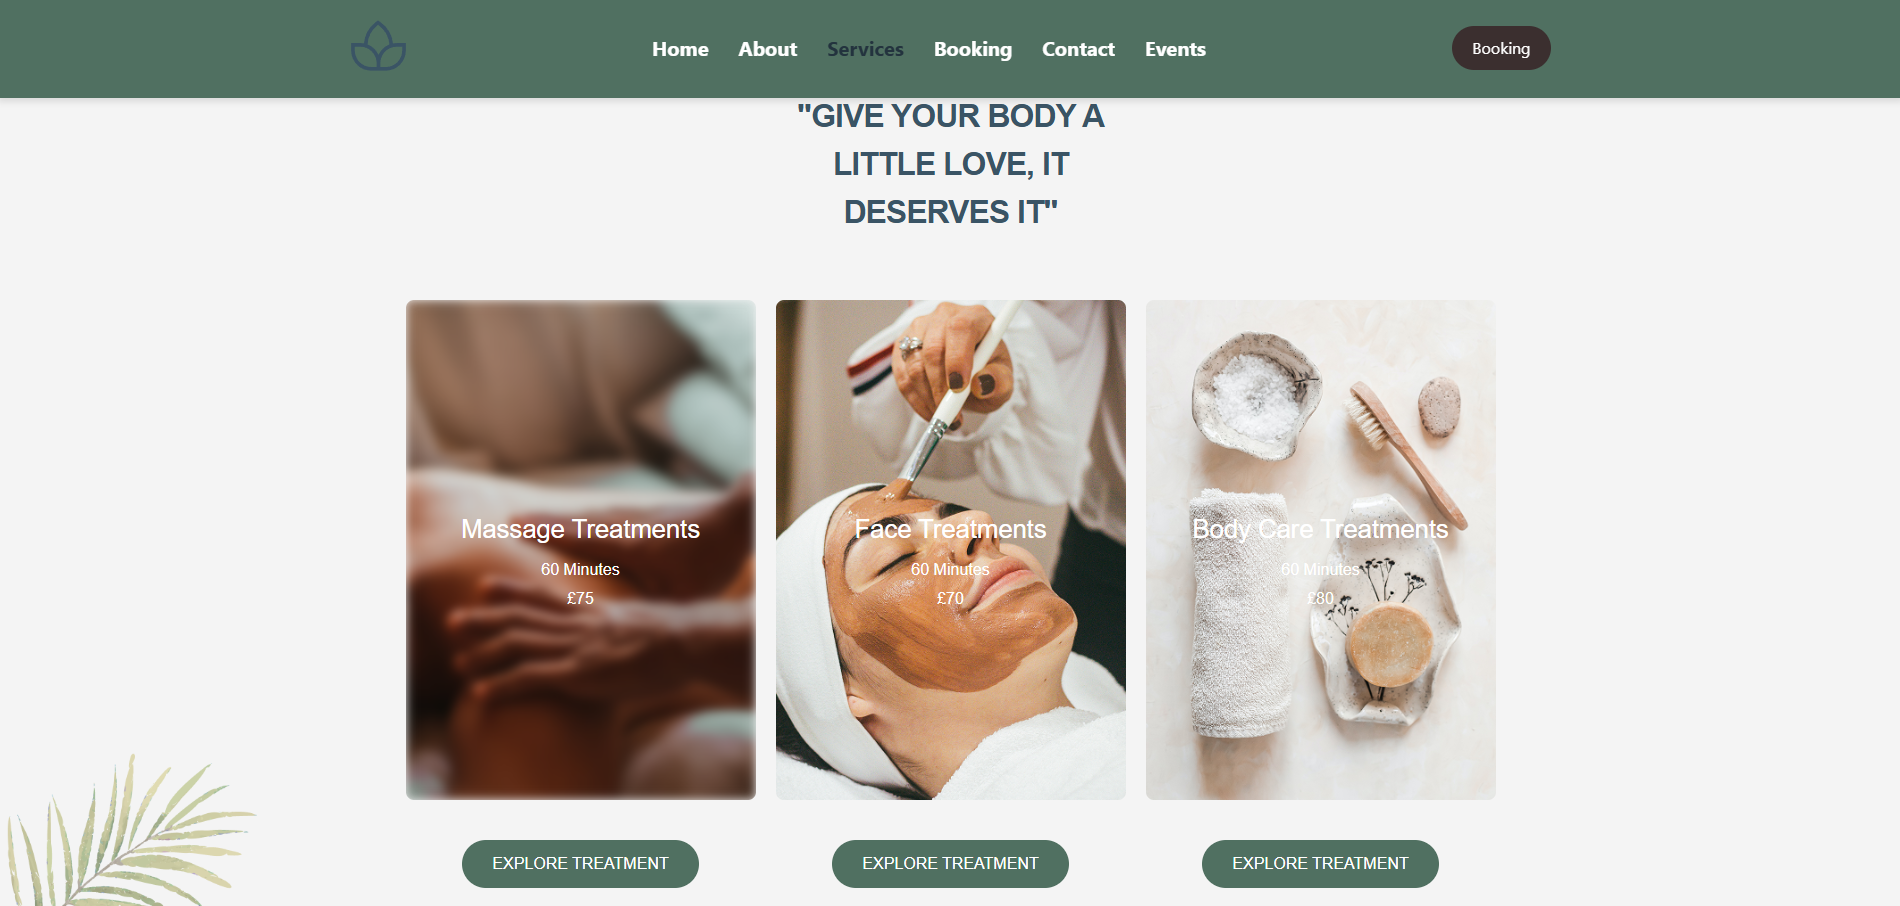 Home About Services Booking Contact Events Booking
"GIVE YOUR BODY A
LITTLE LOVE, IT
DESERVES IT"
Massage Treatments
60 Minutes
£75
Face Treatments
60 Minutes
£70
Body Care Treatments
60 Minutes
£80
EXPLORE TREATMENT
EXPLORE TREATMENT
EXPLORE TREATMENT